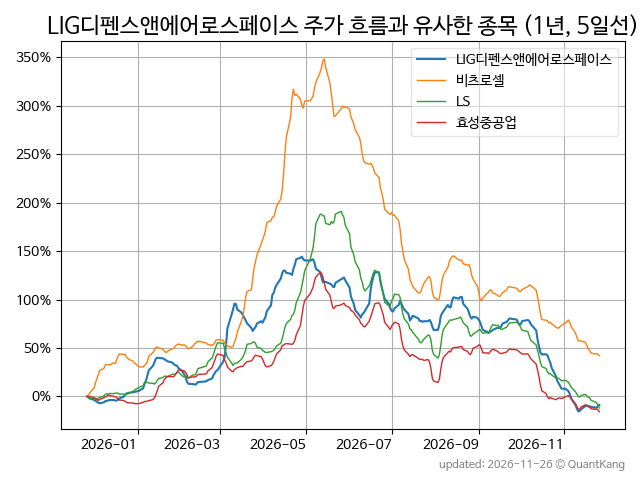 LIG디펜스앤에어로스페이스 주가 흐름과 유사한 종목 (1년, 5일선)
LIG디펜스앤에어로스페이스
비츠로셀
LS
효성중공업
350%
300%
250%
200%
150%
100%
50%
0%
2026-01 2026-03 2026-05 2026-07 2026-09 2026-11
updated: 2026-11-26 © QuantKang